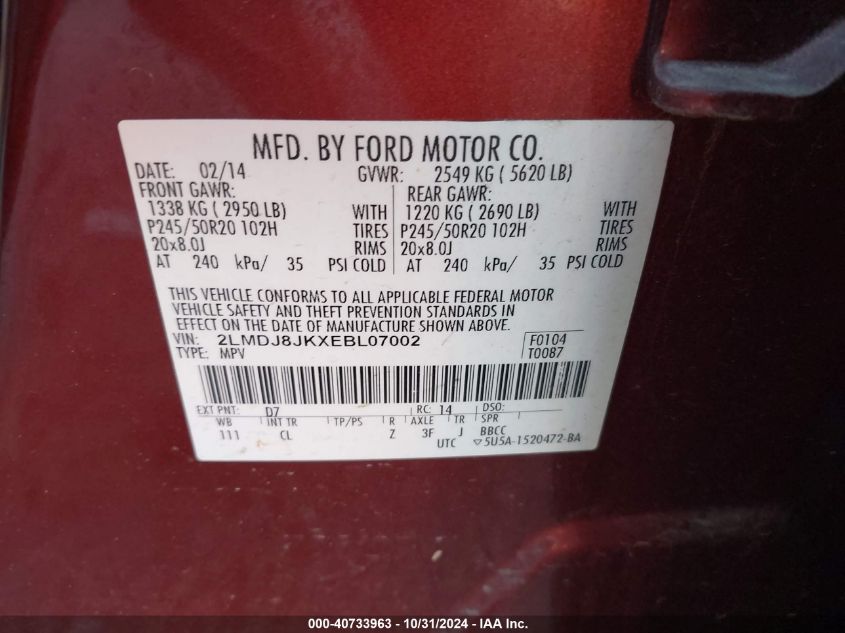 MFD. BY FORD MOTOR CO.
DATE: 02/14 GVWR: 2549 KG ( 5620 LB)
FRONT GAWR: REAR GAWR:
1338 KG ( 2950 LB) WITH 1220 KG ( 2690 LB) WITH
P245/50R20 102H TIRES P245/50R20 102H TIRES
20x8.0J RIMS 20x8.0J RIMS
AT 240 kPa/ 35 PSI COLD AT 240 kPa/ 35 PSI COLD
THIS VEHICLE CONFORMS TO ALL APPLICABLE FEDERAL MOTOR
VEHICLE SAFETY AND THEFT PREVENTION STANDARDS IN
EFFECT ON THE DATE OF MANUFACTURE SHOWN ABOVE.
VIN: 2LMDJ8JKXEBL07002 F0104
TYPE: MPV T0087
EXT PNT: D7 RC: 14 DSO:
WB INT TR TP/PS R AXLE TR SPR
111 CL Z 3F J BBCC
UTC ▽5U5A-1520472-BA
000-40733963 - 10/31/2024 - IAA Inc.